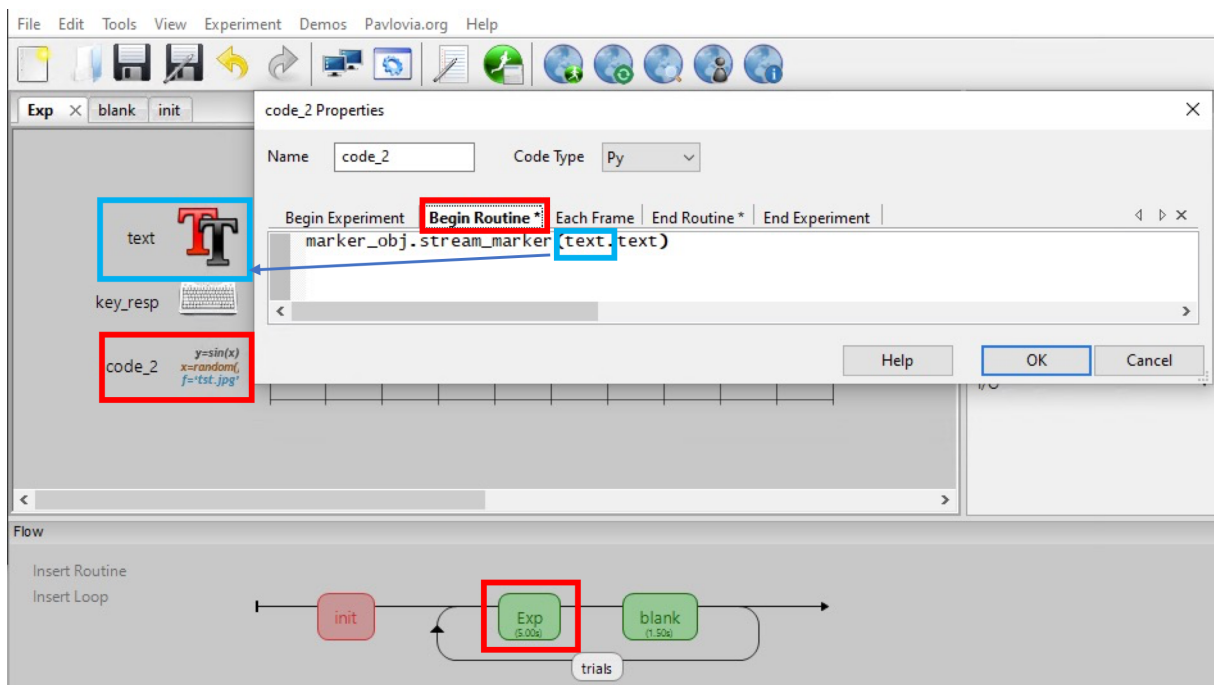 File Edit Tools View Experiment Demos Pavlovia.org Help
Exp blank init
code_2 Properties
Name code_2 Code Type Py
Begin Experiment Begin Routine * Each Frame End Routine * End Experiment
marker_obj.stream_marker(text.text)
text
key_resp
code_2
y=sin(x)
x=random(,
f='tst.jpg'
Help OK Cancel
I/O
Flow
Insert Routine
Insert Loop
init
Exp
(5.00s)
blank
(1.50s)
trials